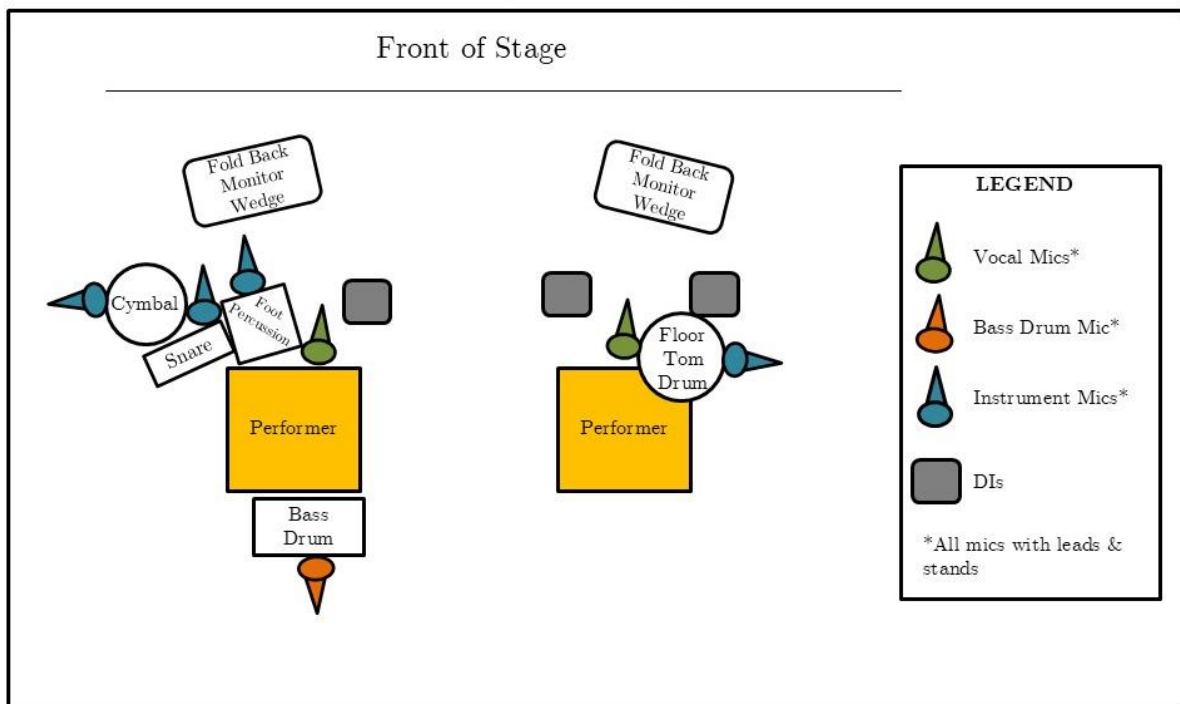 Front of Stage
Fold Back
Monitor
Wedge
Fold Back
Monitor
Wedge
Cymbal
Snare
Foot
Percussion
Floor
Tom
Drum
Performer
Performer
Bass
Drum
LEGEND
Vocal Mics*
Bass Drum Mic*
Instrument Mics*
DIs
*All mics with leads &
stands